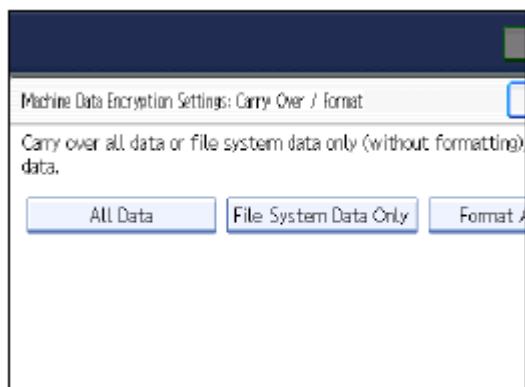 Machine Data Encryption Settings: Carry Over / Format
Carry over all data or file system data only (without formatting),
data.
All Data
File System Data Only
Format A